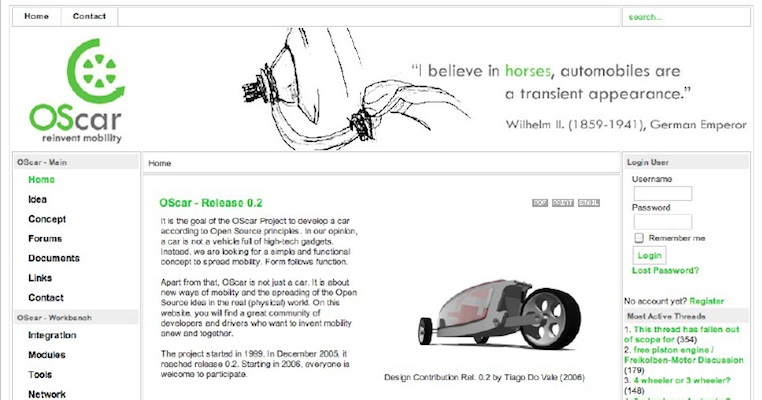 Home
Contact
search...
"I believe in horses, automobiles are
a transient appearance."
Wilhelm II. (1859-1941), German Emperor
OScar
reinvent mobility
OScar - Main
Home
Idea
Concept
Forums
Documents
Links
Contact
OScar - Workbench
Integration
Modules
Tools
Network
Home
OScar - Release 0.2
It is the goal of the OScar Project to develop a car
according to Open Source principles. In our opinion,
a car is not a vehicle full of high-tech gadgets.
Instead, we are looking for a simple and functional
concept to spread mobility. Form follows function.
Apart from that, OScar is not just a car. It is about
new ways of mobility and the spreading of the Open
Source idea in the real (physical) world. On this
website, you will find a great community of
developers and drivers who want to invent mobility
anew and together.
The project started in 1999. In December 2005, it
reached release 0.2. Starting in 2006, everyone is
welcome to participate.
Design Contribution Rel. 0.2 by Tiago Do Vale (2006)
Login User
Username
Password
Remember me
Login
Lost Password?
No account yet? Register
Most Active Threads
1. This thread has fallen out
of scope for (354)
2. free piston engine /
Freikolben-Motor Discussion
(179)
3. 4 wheeler or 3 wheeler?
(148)